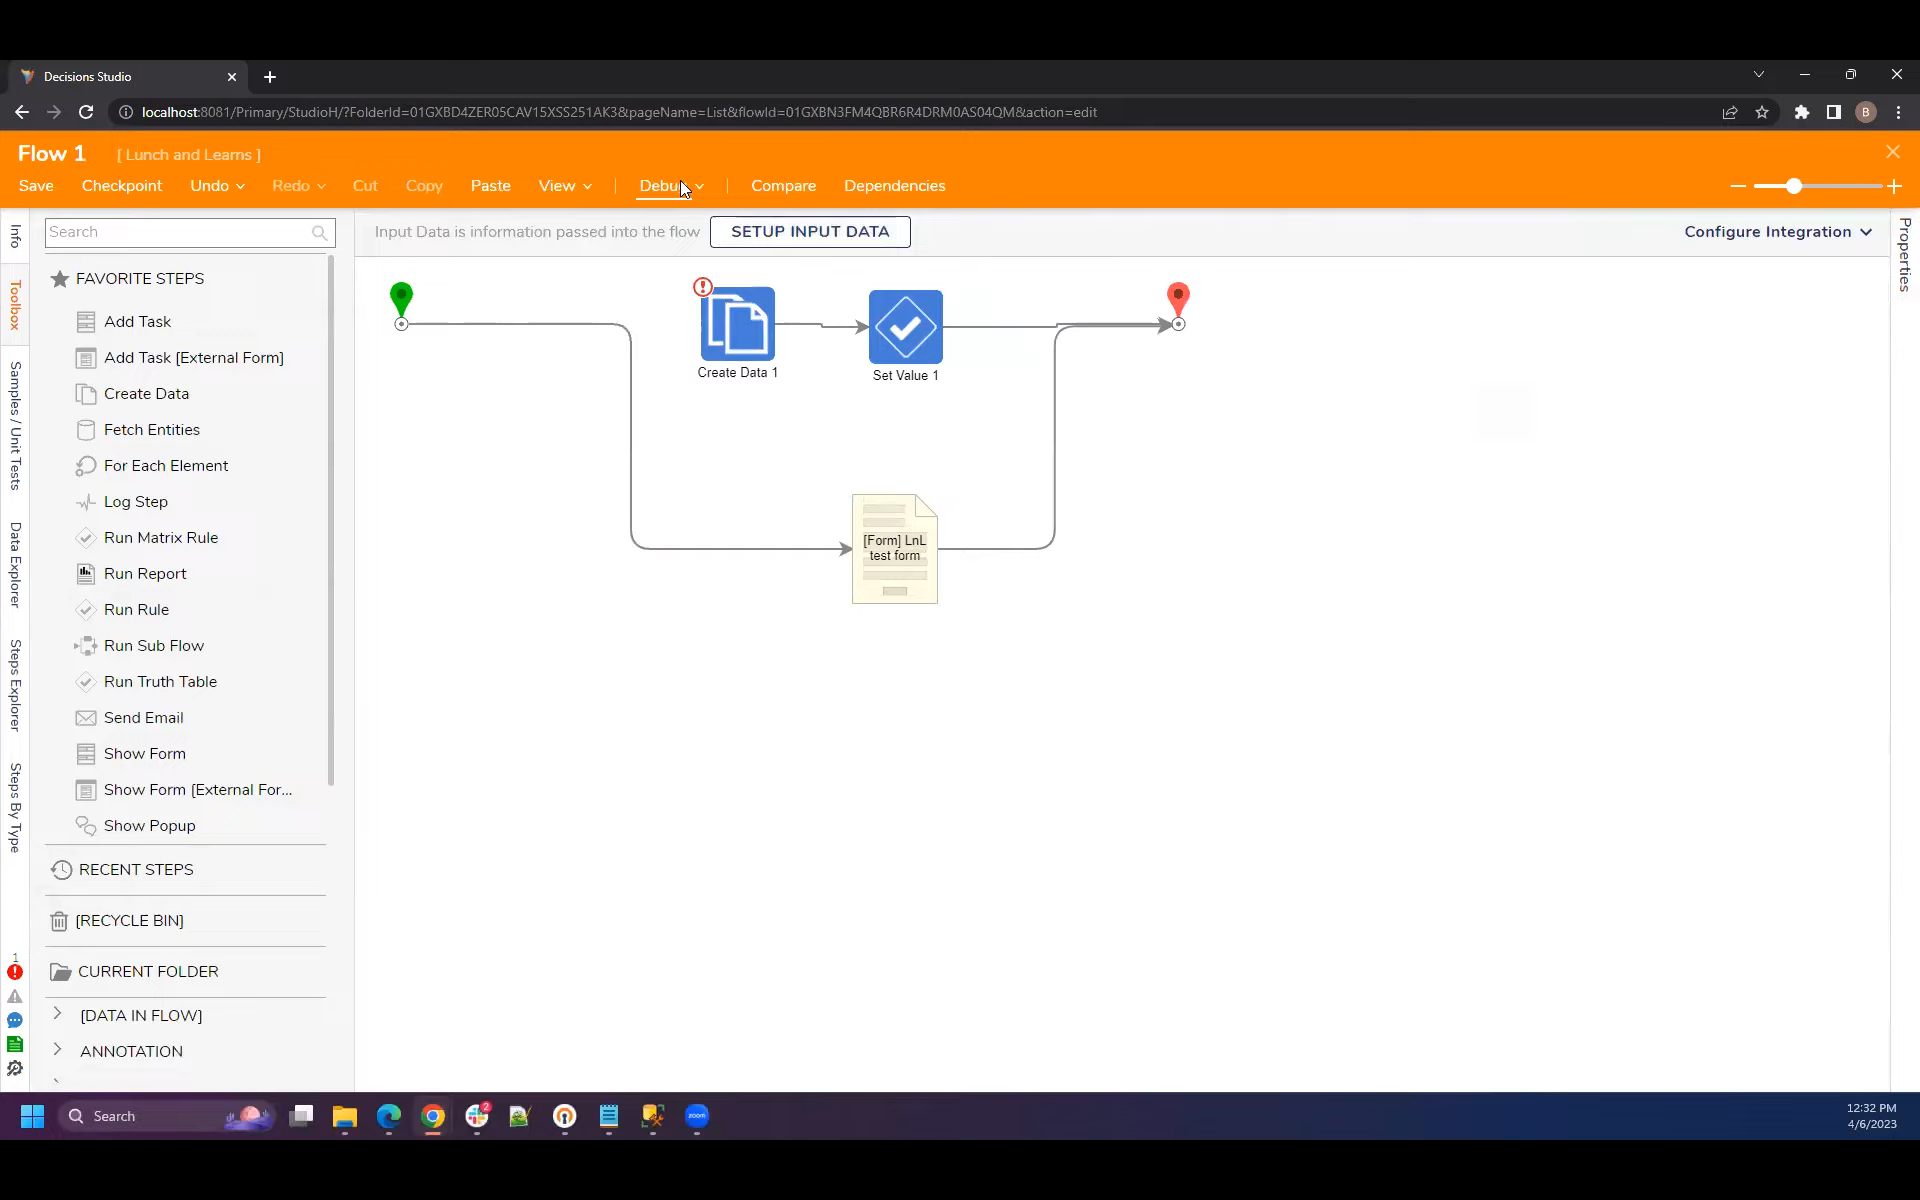 Decisions Studio
localhost:8081/Primary/StudioH/?FolderId=01GXBD4ZER05CAV15XSS251AK3&pageName=List&flowId=01GXBN3FM4QBR6R4DRM0AS04QM&action=edit
B
Flow 1 [ Lunch and Learns ]
Save Checkpoint Undo Redo Cut Copy Paste View Debu Compare Dependencies
Info
Toolbox
Samples / Unit Tests
Data Explorer
Steps Explorer
Steps By Type
1
Search
FAVORITE STEPS
Add Task
Add Task [External Form]
Create Data
Fetch Entities
For Each Element
Log Step
Run Matrix Rule
Run Report
Run Rule
Run Sub Flow
Run Truth Table
Send Email
Show Form
Show Form [External For...
Show Popup
RECENT STEPS
[RECYCLE BIN]
CURRENT FOLDER
[DATA IN FLOW]
ANNOTATION
Input Data is information passed into the flow SETUP INPUT DATA Configure Integration
Properties
Create Data 1
Set Value 1
[Form] LnL
test form
Search
2
zoom
12:32 PM
4/6/2023